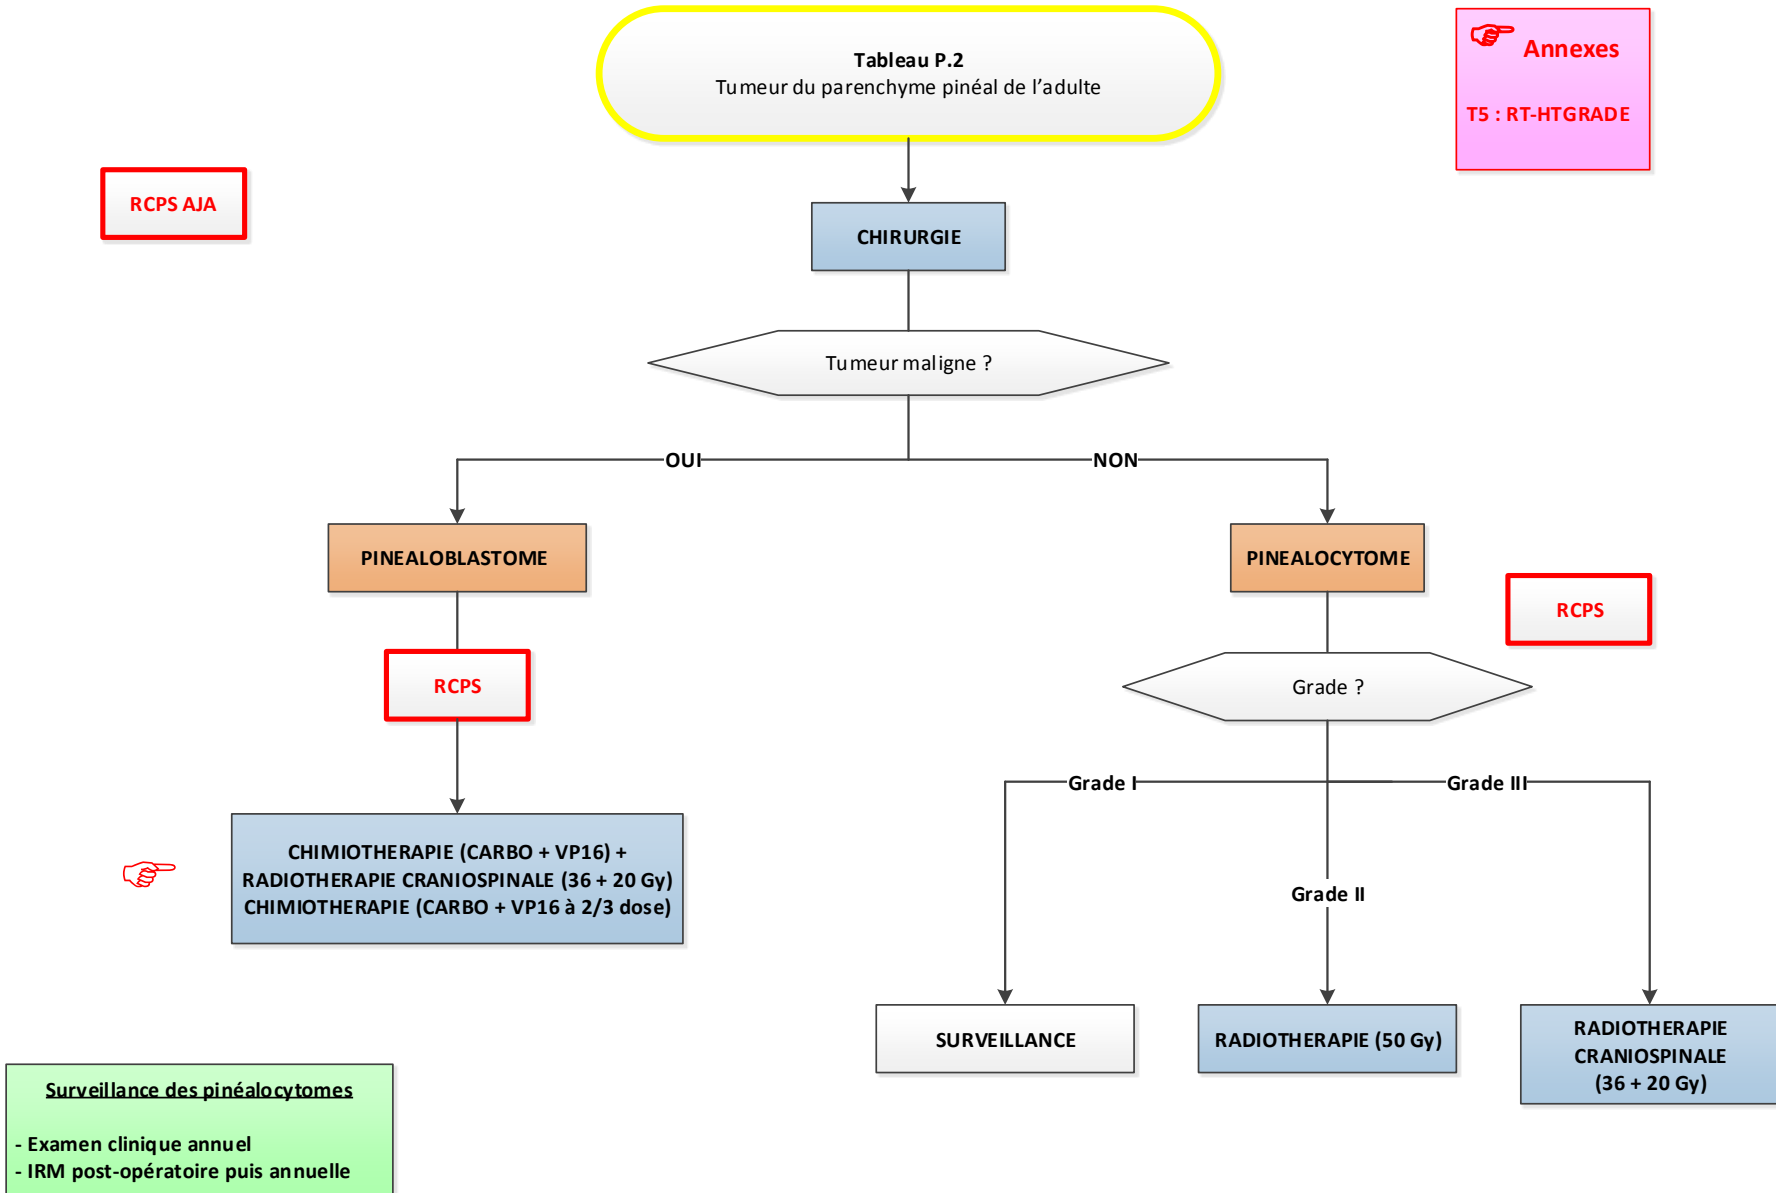 Tableau P.2
Tumeur du parenchyme pinéal de l’adulte
Annexes
T5 : RT-HTGRADE
RCPS AJA
CHIRURGIE
Tumeur maligne ?
OUI
NON
PINEALOBLASTOME
PINEALOCYTOME
RCPS
RCPS
Grade ?
Grade I
Grade III
CHIMIOTHERAPIE (CARBO + VP16) +
RADIOTHERAPIE CRANIOSPINALE (36 + 20 Gy)
CHIMIOTHERAPIE (CARBO + VP16 à 2/3 dose)
Grade II
SURVEILLANCE
RADIOTHERAPIE (50 Gy)
RADIOTHERAPIE
CRANIOSPINALE
(36 + 20 Gy)
Surveillance des pinéalocytomes
- Examen clinique annuel
- IRM post-opératoire puis annuelle